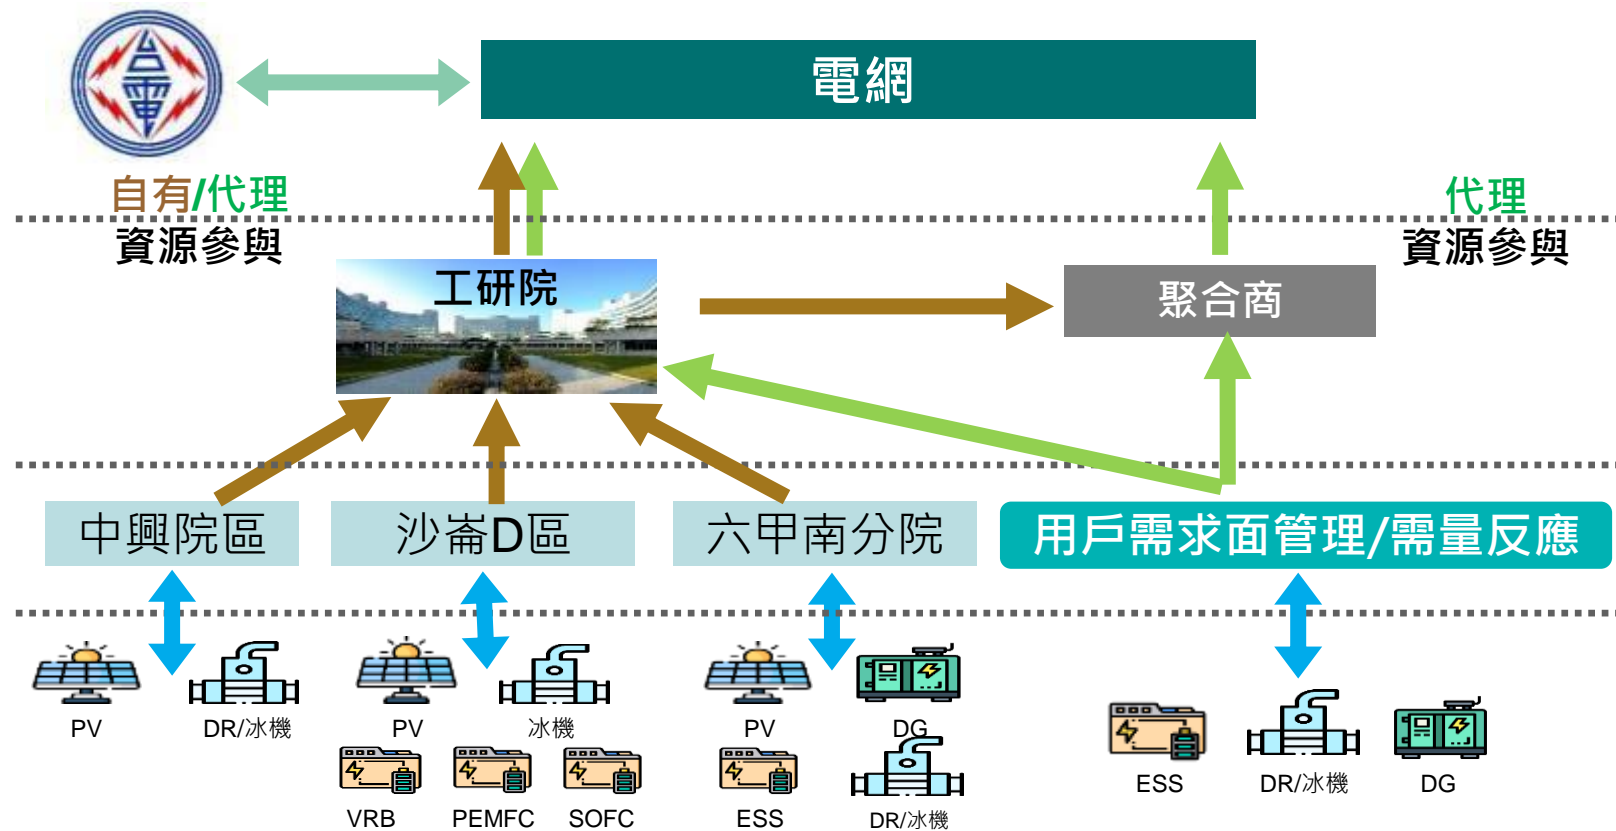 台電
電網
自有/代理
資源參與
代理
資源參與
工研院
聚合商
中興院區
沙崙D區
六甲南分院
用戶需求面管理/需量反應
PV
DR/冰機
PV
冰機
VRB
PEMFC
SOFC
PV
DG
ESS
DR/冰機
ESS
DR/冰機
DG